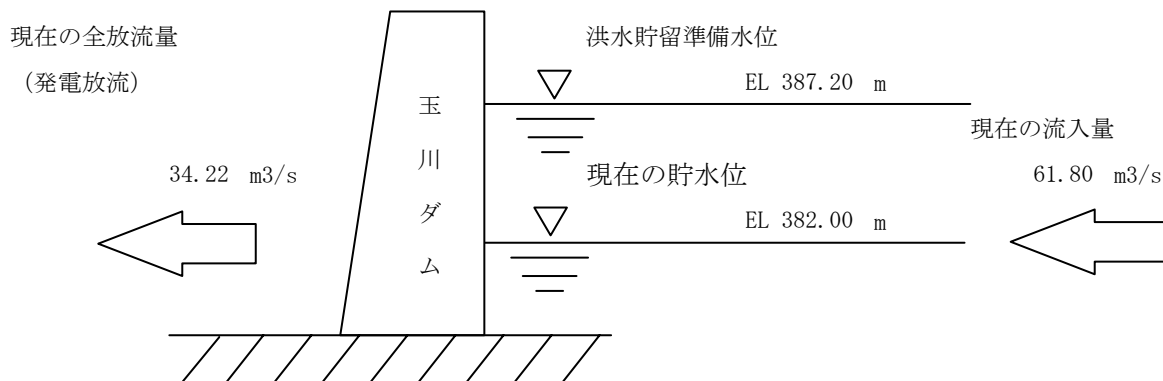 現在の全放流量
（発電放流）
34.22 m3/s
玉川ダム
洪水貯留準備水位
EL 387.20 m
現在の貯水位
EL 382.00 m
現在の流入量
61.80 m3/s